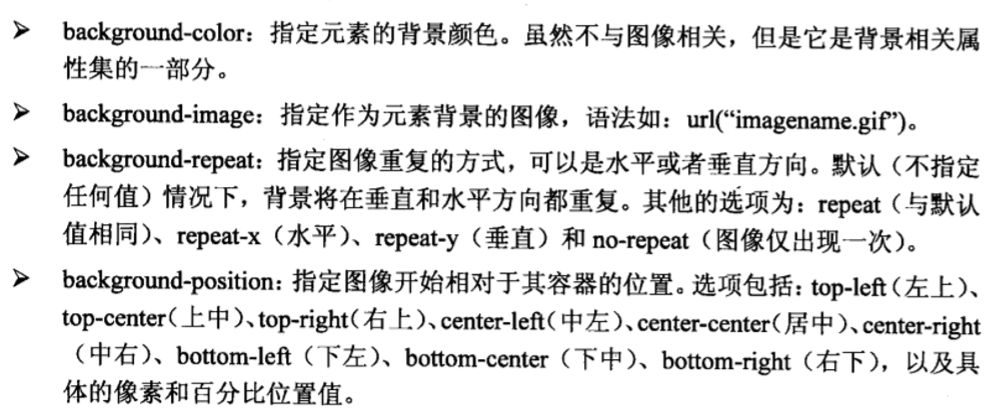 ➢ background-color：指定元素的背景颜色。虽然不与图像相关，但是它是背景相关属
性集的一部分。
➢ background-image：指定作为元素背景的图像，语法如：url(“imagename.gif”)。
➢ background-repeat：指定图像重复的方式，可以是水平或者垂直方向。默认（不指定
任何值）情况下，背景将在垂直和水平方向都重复。其他的选项为：repeat（与默认
值相同）、repeat-x（水平）、repeat-y（垂直）和 no-repeat（图像仅出现一次）。
➢ background-position：指定图像开始相对于其容器的位置。选项包括：top-left（左上）、
top-center（上中）、top-right（右上）、center-left（中左）、center-center（居中）、center-right
（中右）、bottom-left（下左）、bottom-center（下中）、bottom-right（右下），以及具
体的像素和百分比位置值。